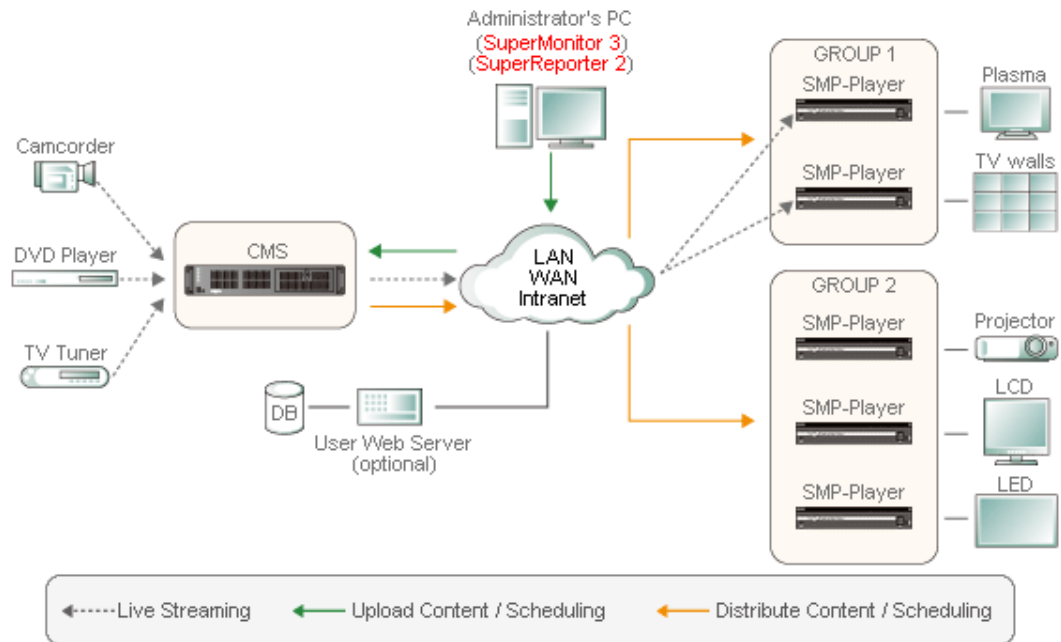 Administrator's PC
(SuperMonitor 3)
(SuperReporter 2)
Camcorder
DVD Player
TV Tuner
CMS
LAN
WAN
Intranet
DB
User Web Server
(optional)
GROUP 1
SMP-Player
Plasma
SMP-Player
TV walls
GROUP 2
SMP-Player
Projector
SMP-Player
LCD
SMP-Player
LED
Live Streaming
Upload Content / Scheduling
Distribute Content / Scheduling